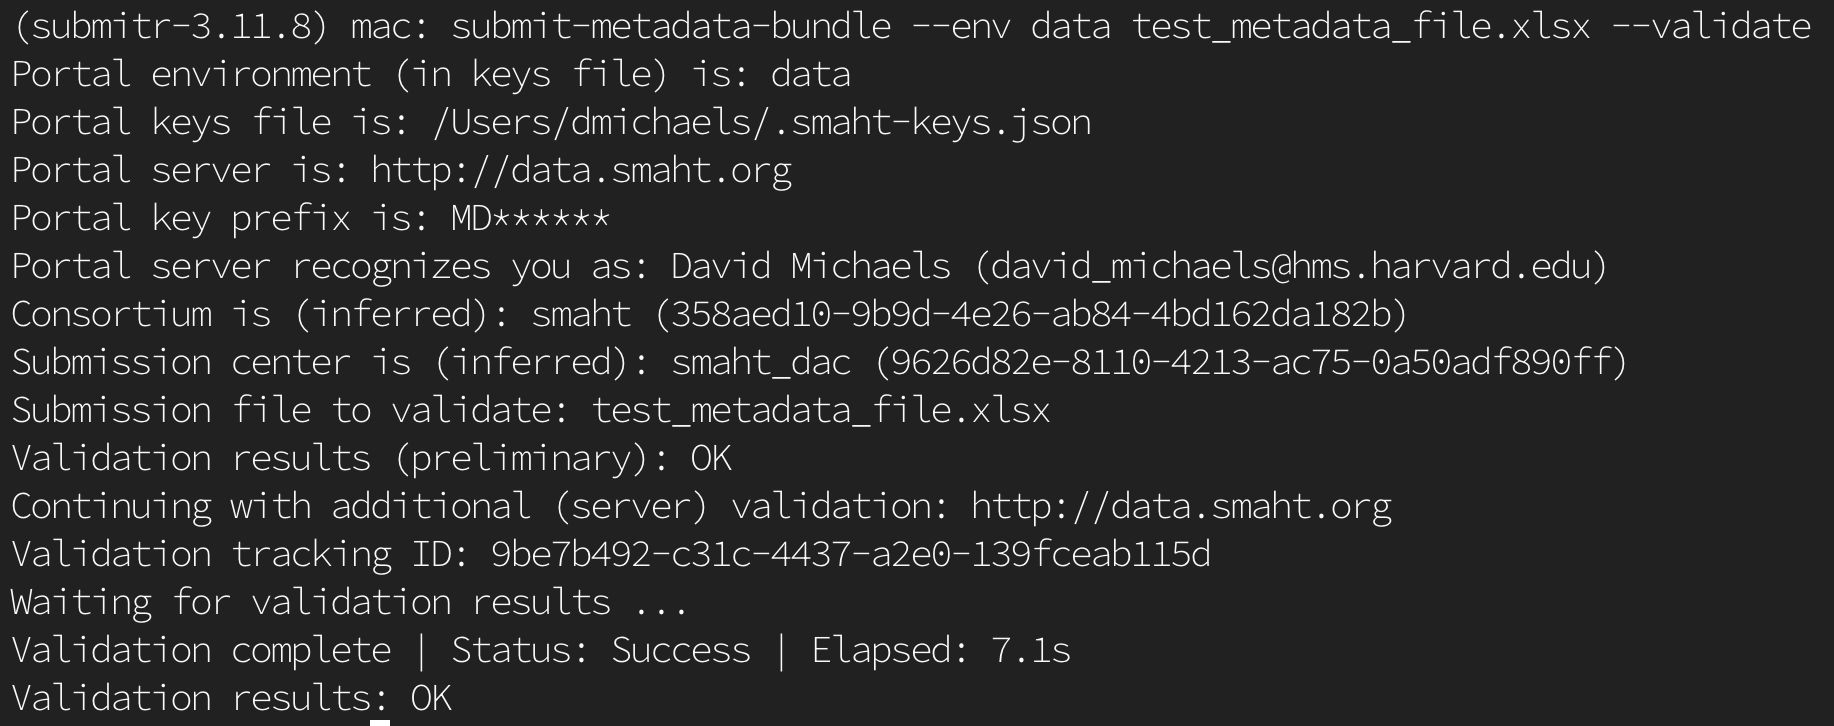 (submitr-3.11.8) mac: submit-metadata-bundle --env data test_metadata_file.xlsx --validate
Portal environment (in keys file) is: data
Portal keys file is: /Users/dmichaels/.smaht-keys.json
Portal server is: http://data.smaht.org
Portal key prefix is: MD******
Portal server recognizes you as: David Michaels (david_michaels@hms.harvard.edu)
Consortium is (inferred): smaht (358aed10-9b9d-4e26-ab84-4bd162da182b)
Submission center is (inferred): smaht_dac (9626d82e-8110-4213-ac75-0a50adf890ff)
Submission file to validate: test_metadata_file.xlsx
Validation results (preliminary): OK
Continuing with additional (server) validation: http://data.smaht.org
Validation tracking ID: 9be7b492-c31c-4437-a2e0-139fceab115d
Waiting for validation results ...
Validation complete | Status: Success | Elapsed: 7.1s
Validation results: OK